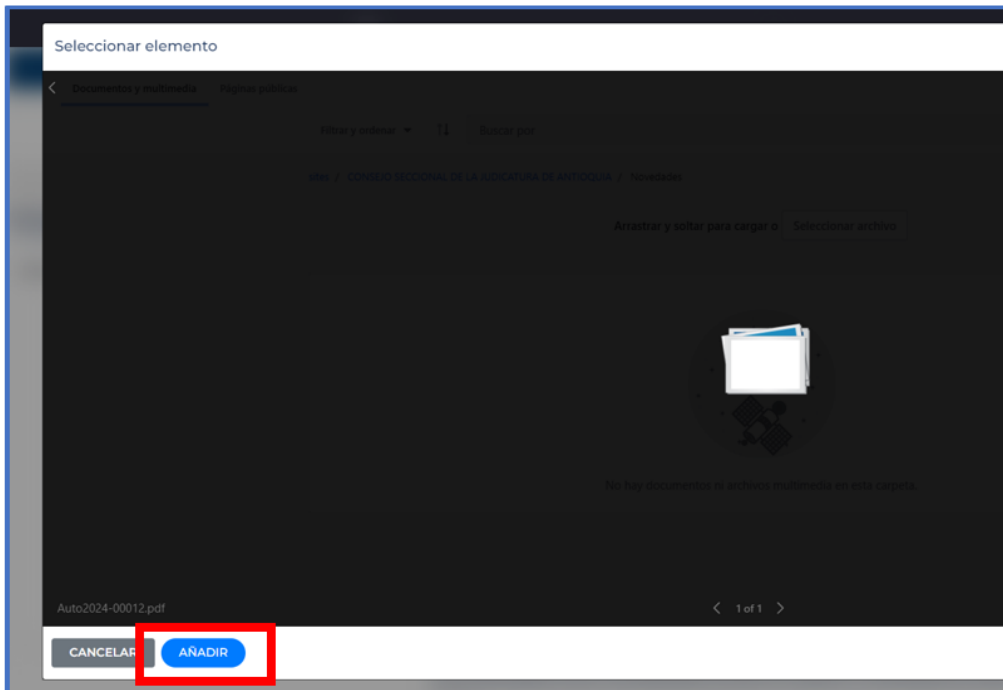 Seleccionar elemento
Documentos y multimedia Páginas públicas
Filtrar y ordenar Buscar por
Sites / CONSEJO SECCIONAL DE LA JUDICATURA DE ANTIOQUIA / Novedades
Arrastrar y soltar para cargar o Seleccionar archivo
No hay documentos ni archivos multimedia en esta carpeta.
Auto2024-00012.pdf < 1 of 1 >
CANCELAR AÑADIR